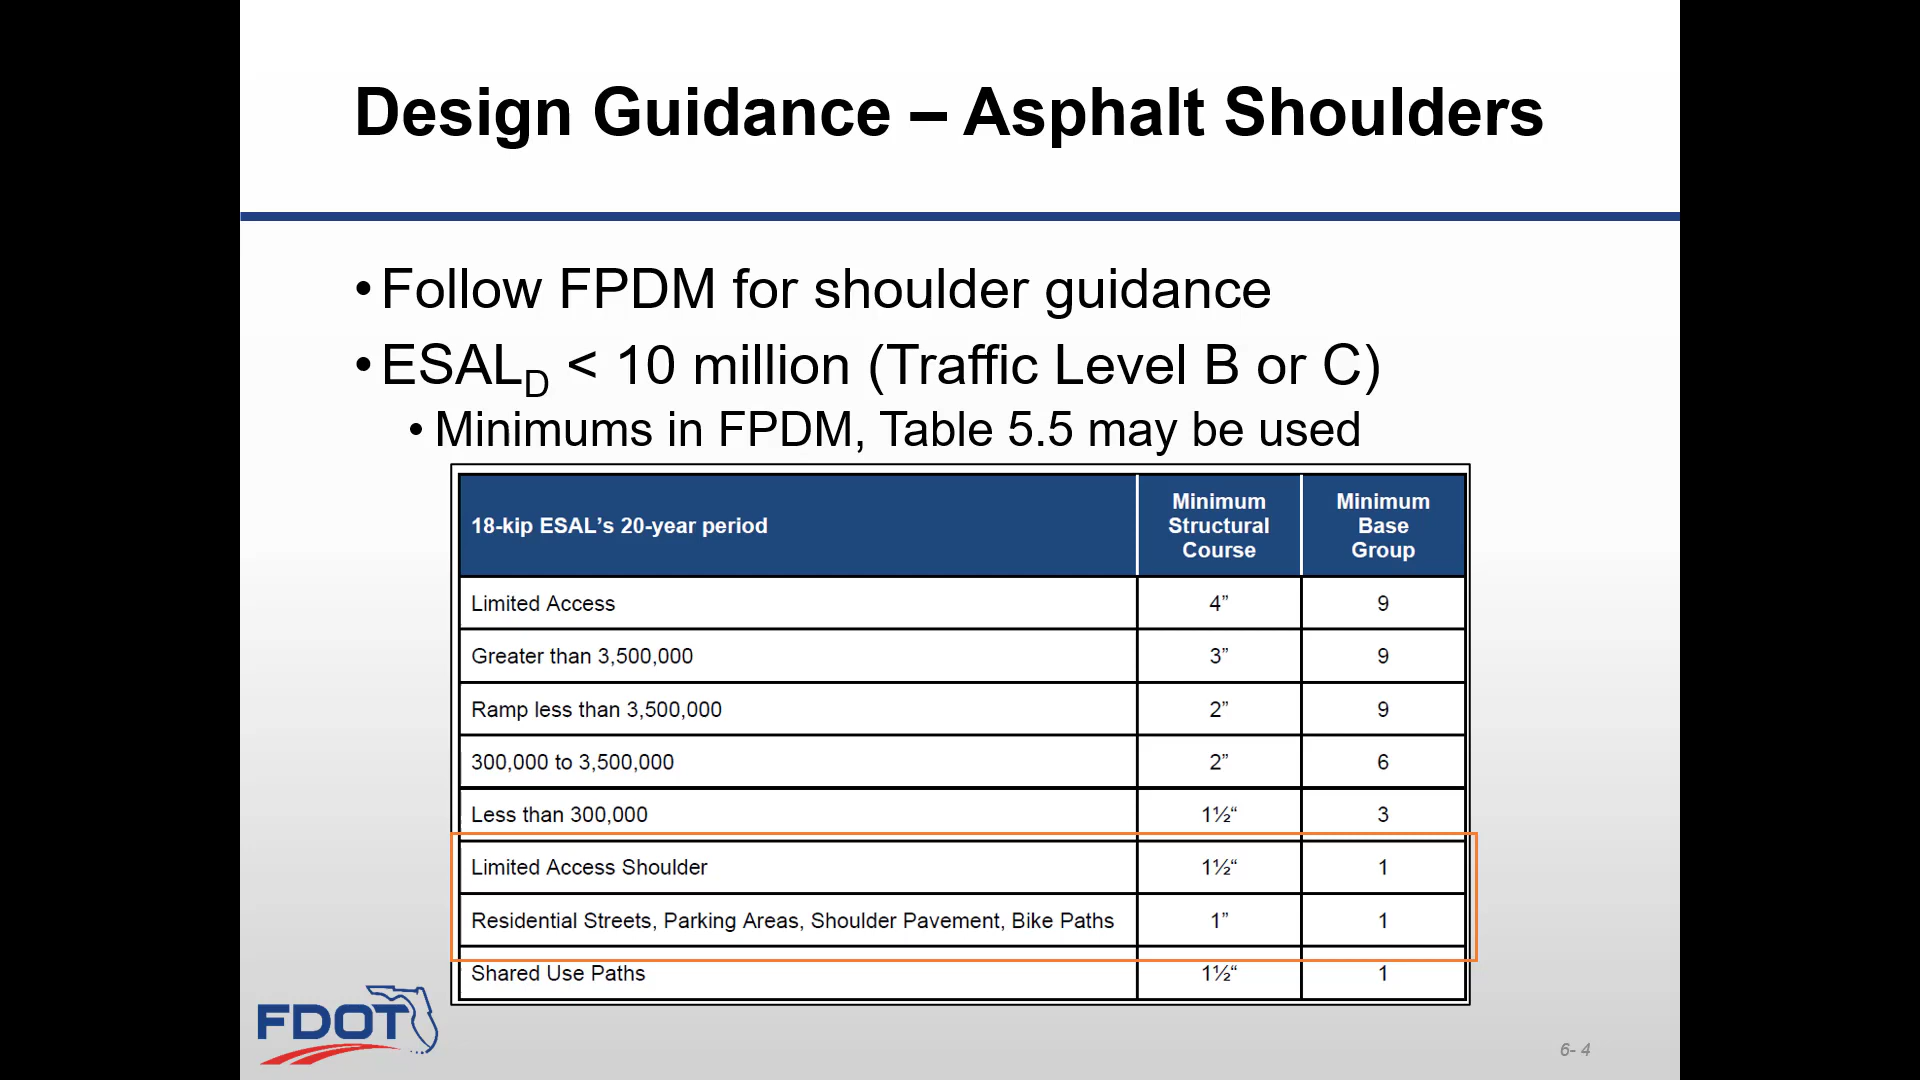 Design Guidance – Asphalt Shoulders
• Follow FPDM for shoulder guidance
• ESALD < 10 million (Traffic Level B or C)
• Minimums in FPDM, Table 5.5 may be used
18-kip ESAL’s 20-year period Minimum Structural Course Minimum Base Group
Limited Access 4” 9
Greater than 3,500,000 3” 9
Ramp less than 3,500,000 2” 9
300,000 to 3,500,000 2” 6
Less than 300,000 1½“ 3
Limited Access Shoulder 1½“ 1
Residential Streets, Parking Areas, Shoulder Pavement, Bike Paths 1” 1
Shared Use Paths 1½“ 1
FDOT
6- 4